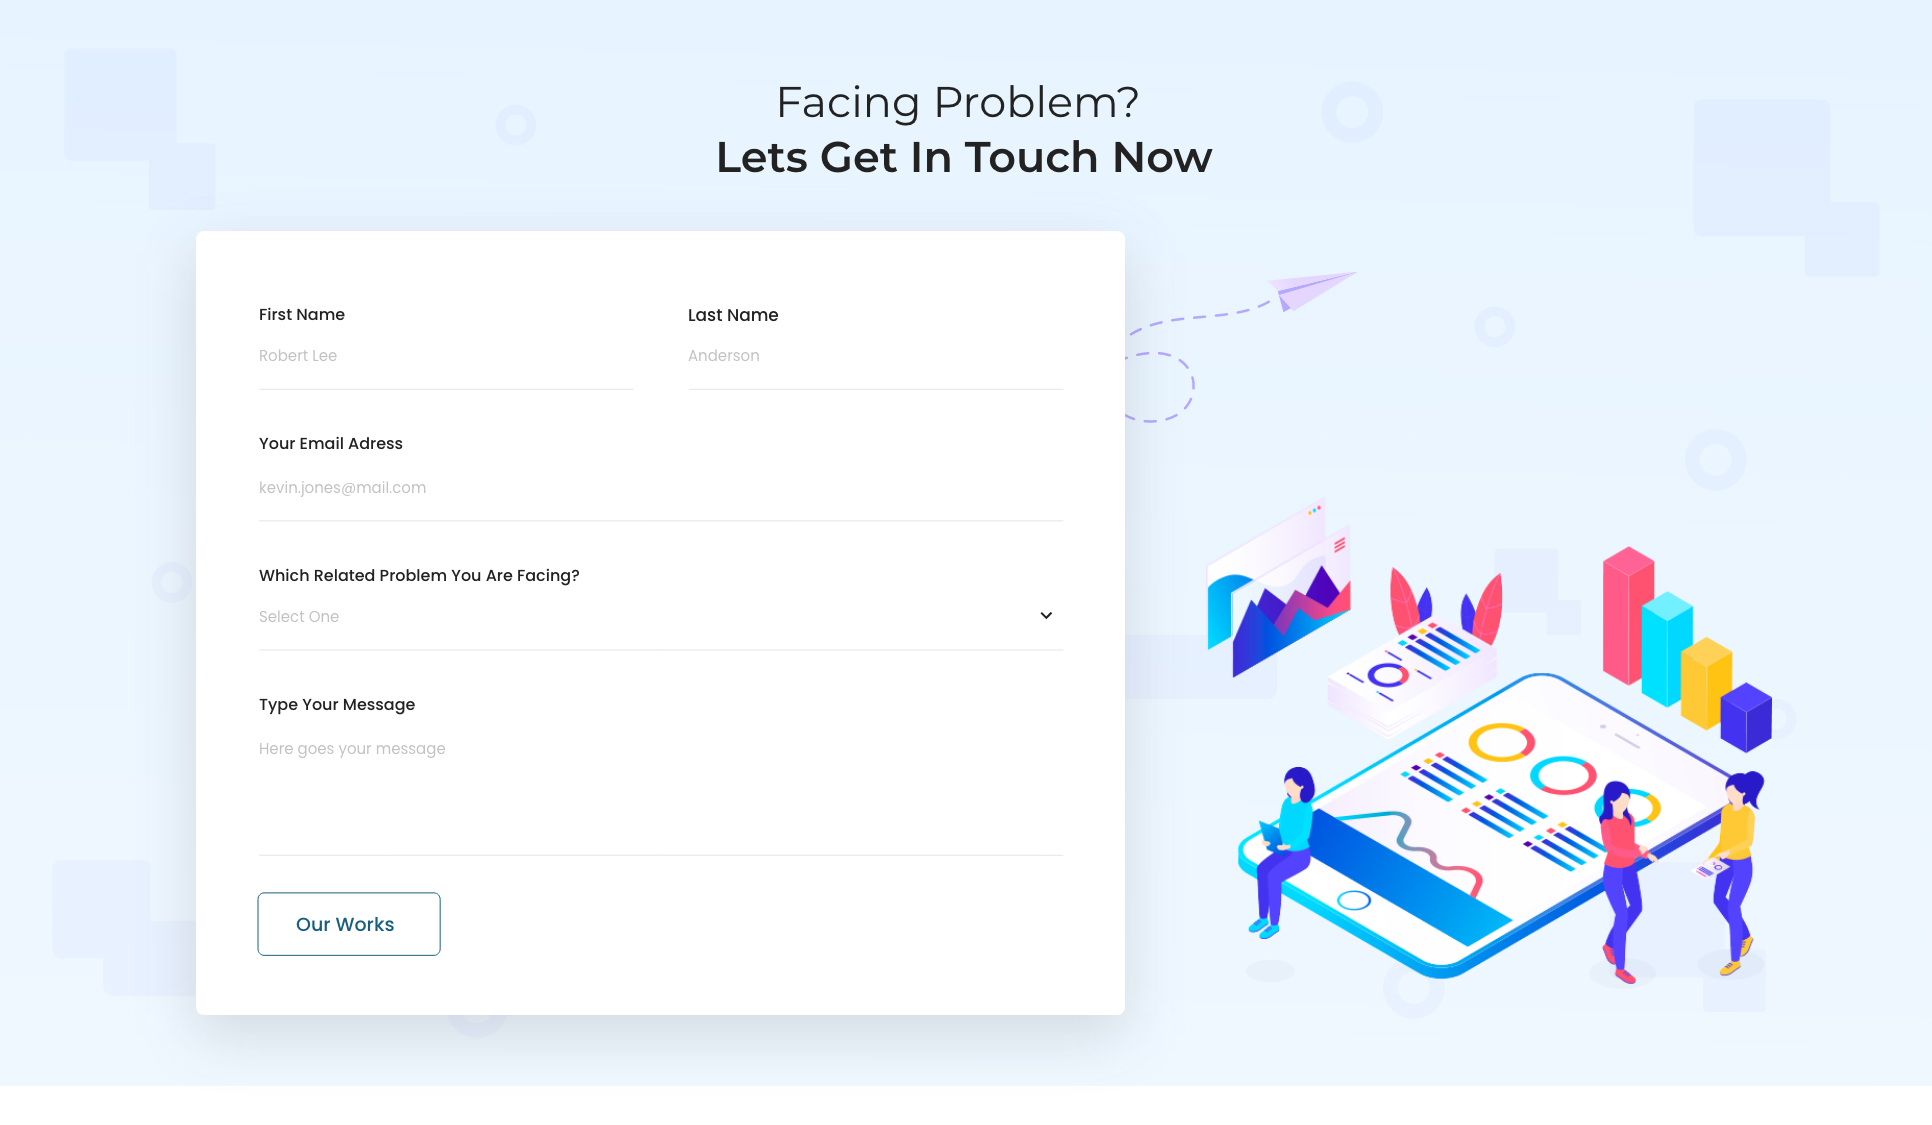 Facing Problem?
Lets Get In Touch Now
First Name
Last Name
Robert Lee
Anderson
Your Email Adress
kevin.jones@mail.com
Which Related Problem You Are Facing?
Select One
Type Your Message
Here goes your message
Our Works